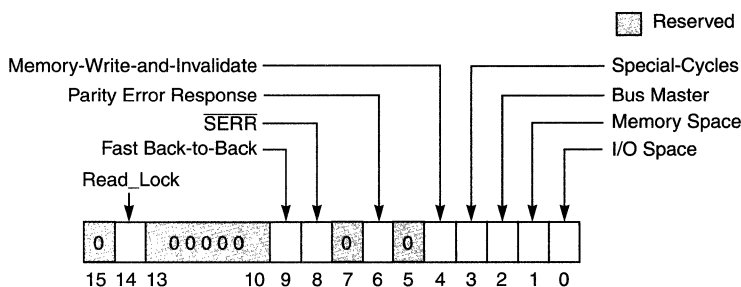 Reserved
Memory-Write-and-Invalidate
Special-Cycles
Parity Error Response
Bus Master
SERR
Memory Space
Fast Back-to-Back
I/O Space
Read_Lock
0 00000 0 0
15 14 13 10 9 8 7 6 5 4 3 2 1 0